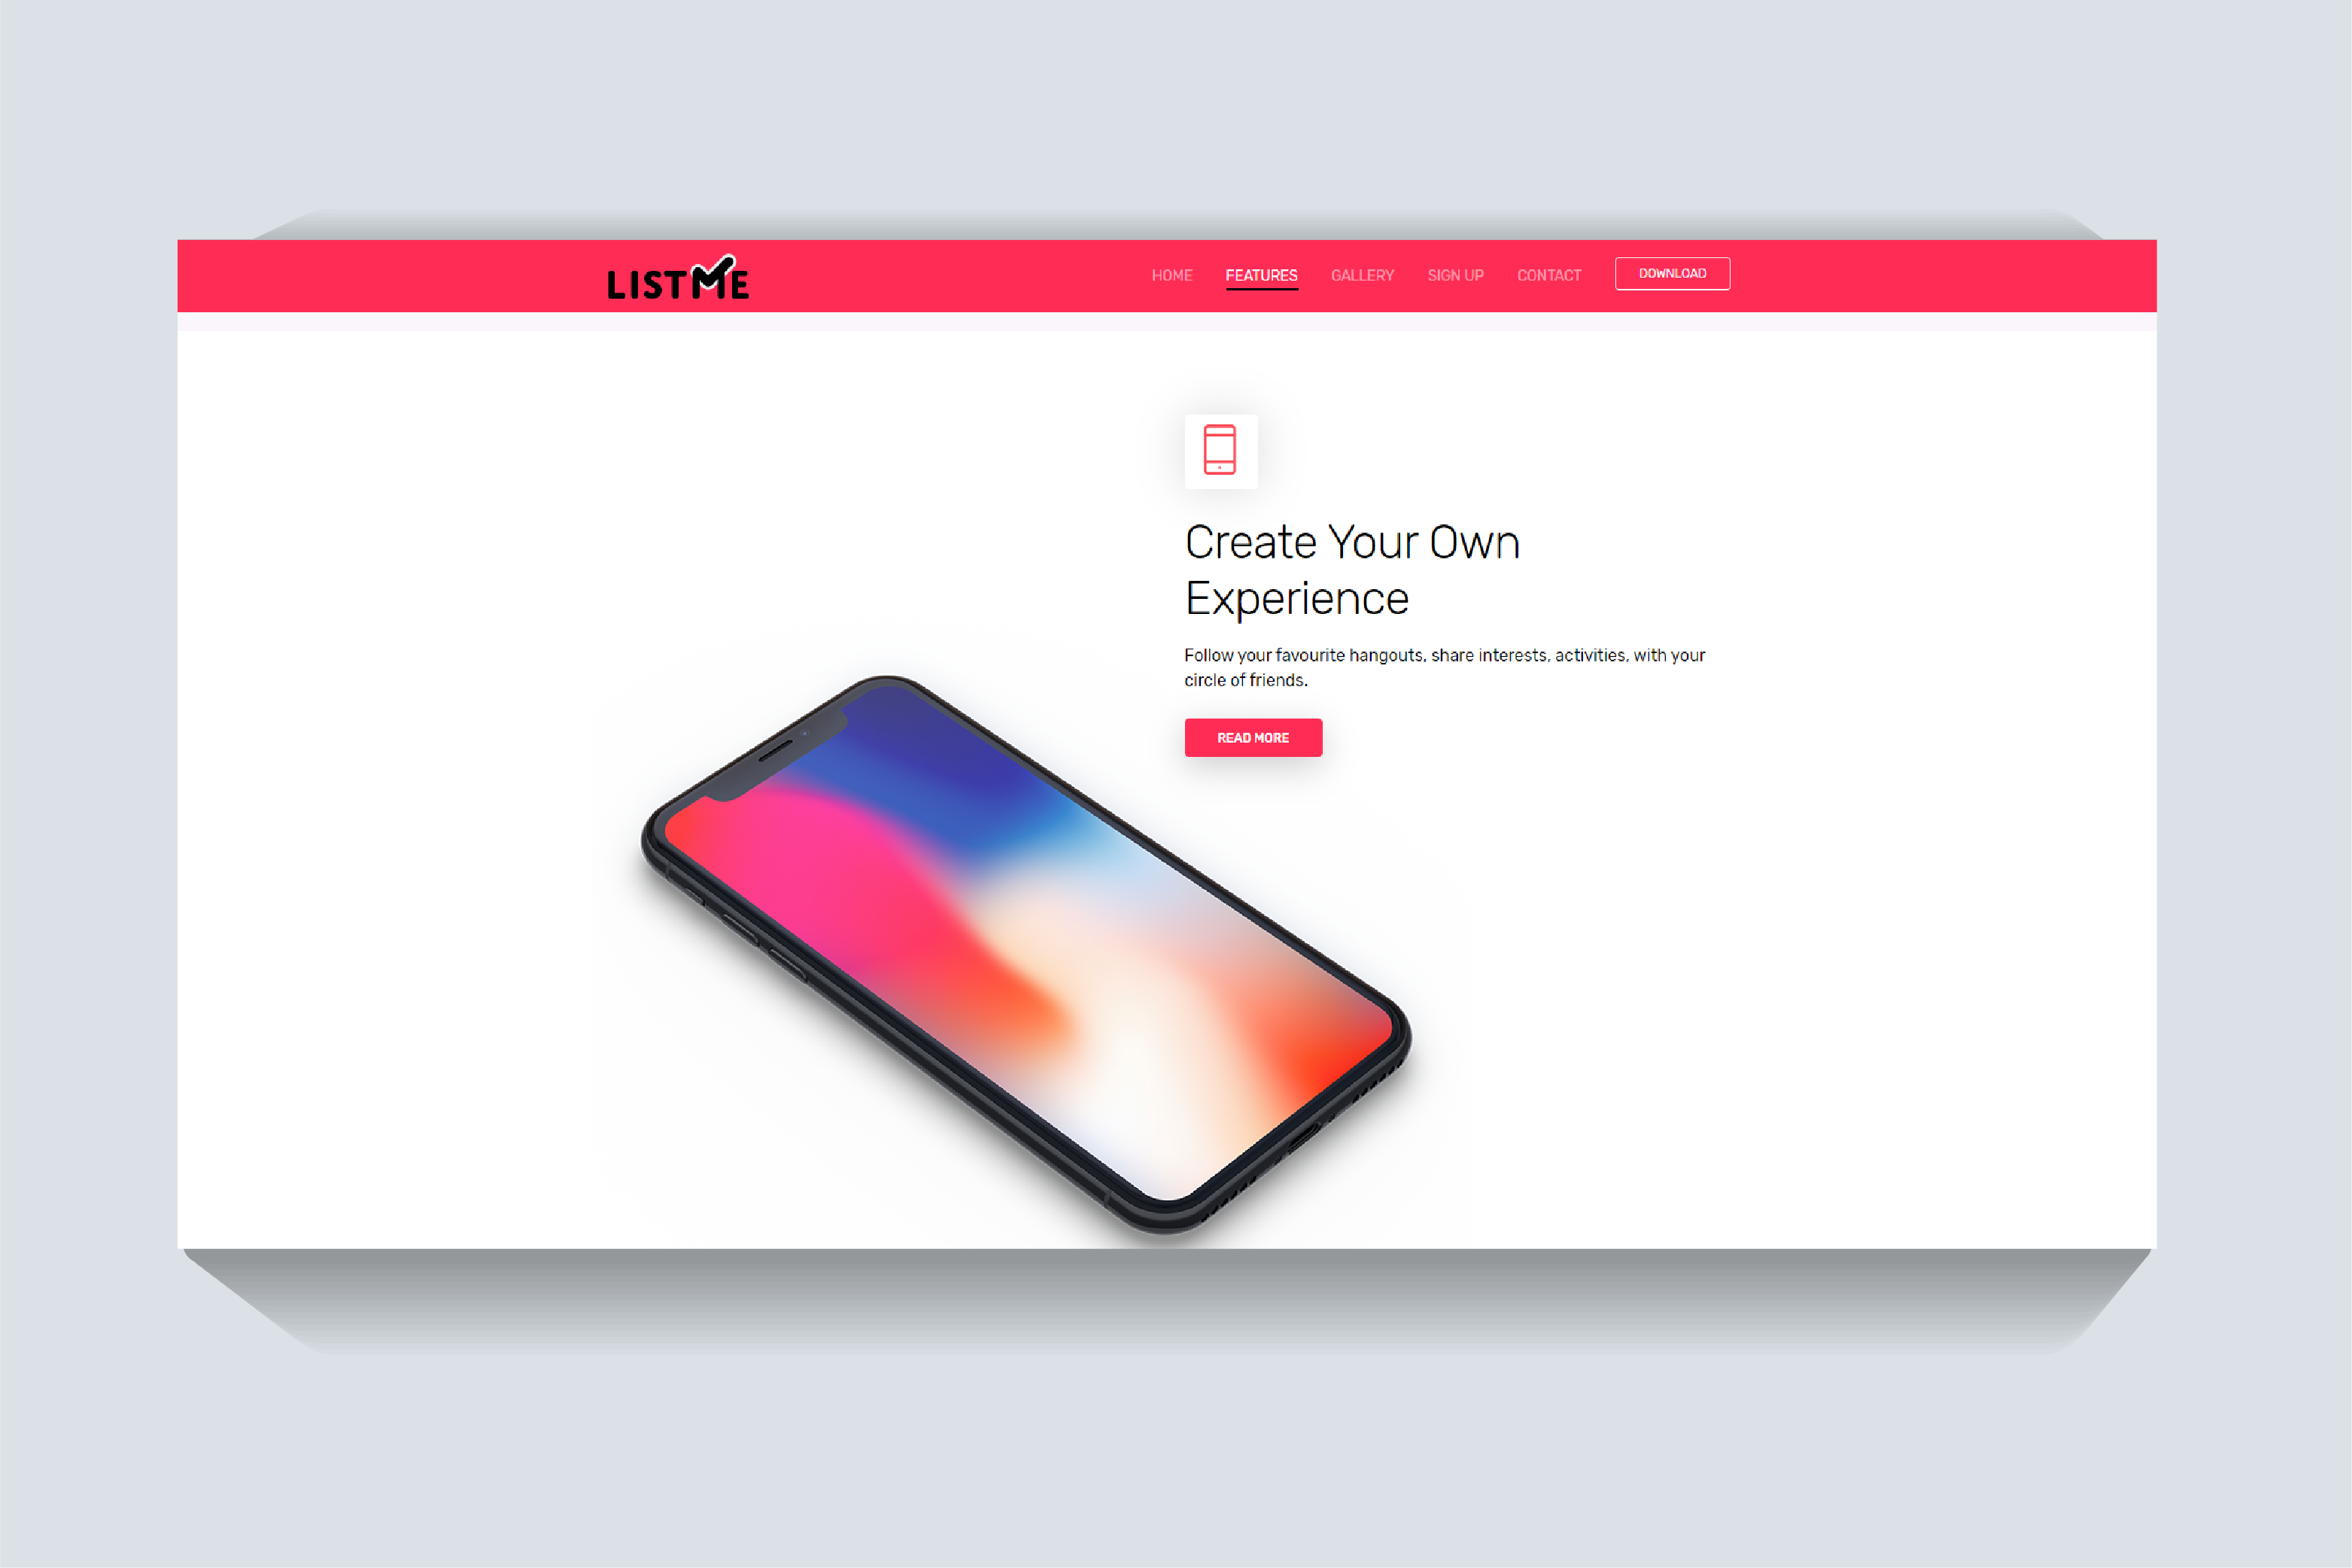 LISTME
HOME FEATURES GALLERY SIGN UP CONTACT DOWNLOAD
Create Your Own
Experience
Follow your favourite hangouts, share interests, activities, with your
circle of friends.
READ MORE